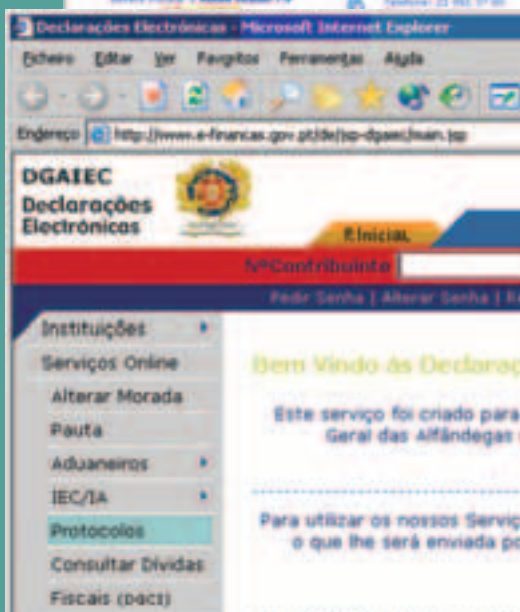 Declarações Electrónicas - Microsoft Internet Explorer
Ficheiro Editar Ver Favoritos Ferramentas Ajuda
Endereço http://www.e-financas.gov.pt/de/jsp-dgaiec/main.jsp
DGAIEC
Declarações
Electrónicas
P.Inicial
NºContribuinte
Pedir Senha | Alterar Senha |
Instituições
Serviços Online
Alterar Morada
Pauta
Aduaneiros
IEC/IA
Protocolos
Consultar Dívidas
Fiscais (DGCI)
Bem Vindo às Declaraç
Este serviço foi criado para
Geral das Alfândegas
Para utilizar os nossos Serviç
o que lhe será enviada po